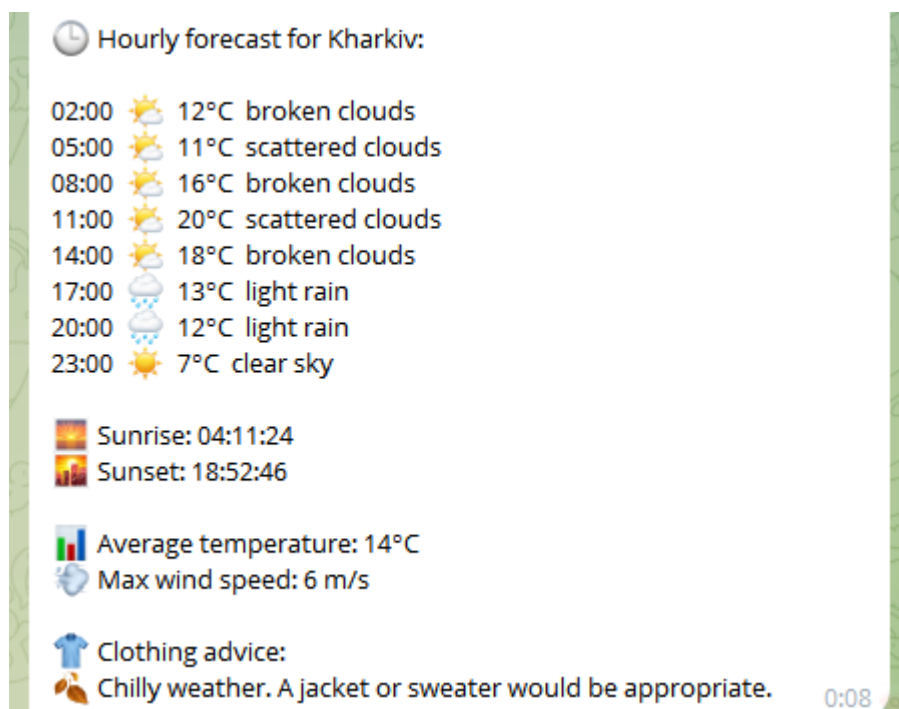 🕒 Hourly forecast for Kharkiv:
02:00 🌤 12°C broken clouds
05:00 🌤 11°C scattered clouds
08:00 🌤 16°C broken clouds
11:00 🌤 20°C scattered clouds
14:00 🌤 18°C broken clouds
17:00 🌧 13°C light rain
20:00 🌧 12°C light rain
23:00 ☀️ 7°C clear sky
🌅 Sunrise: 04:11:24
🌇 Sunset: 18:52:46
📊 Average temperature: 14°C
💨 Max wind speed: 6 m/s
👕 Clothing advice:
🍂 Chilly weather. A jacket or sweater would be appropriate.
0:08